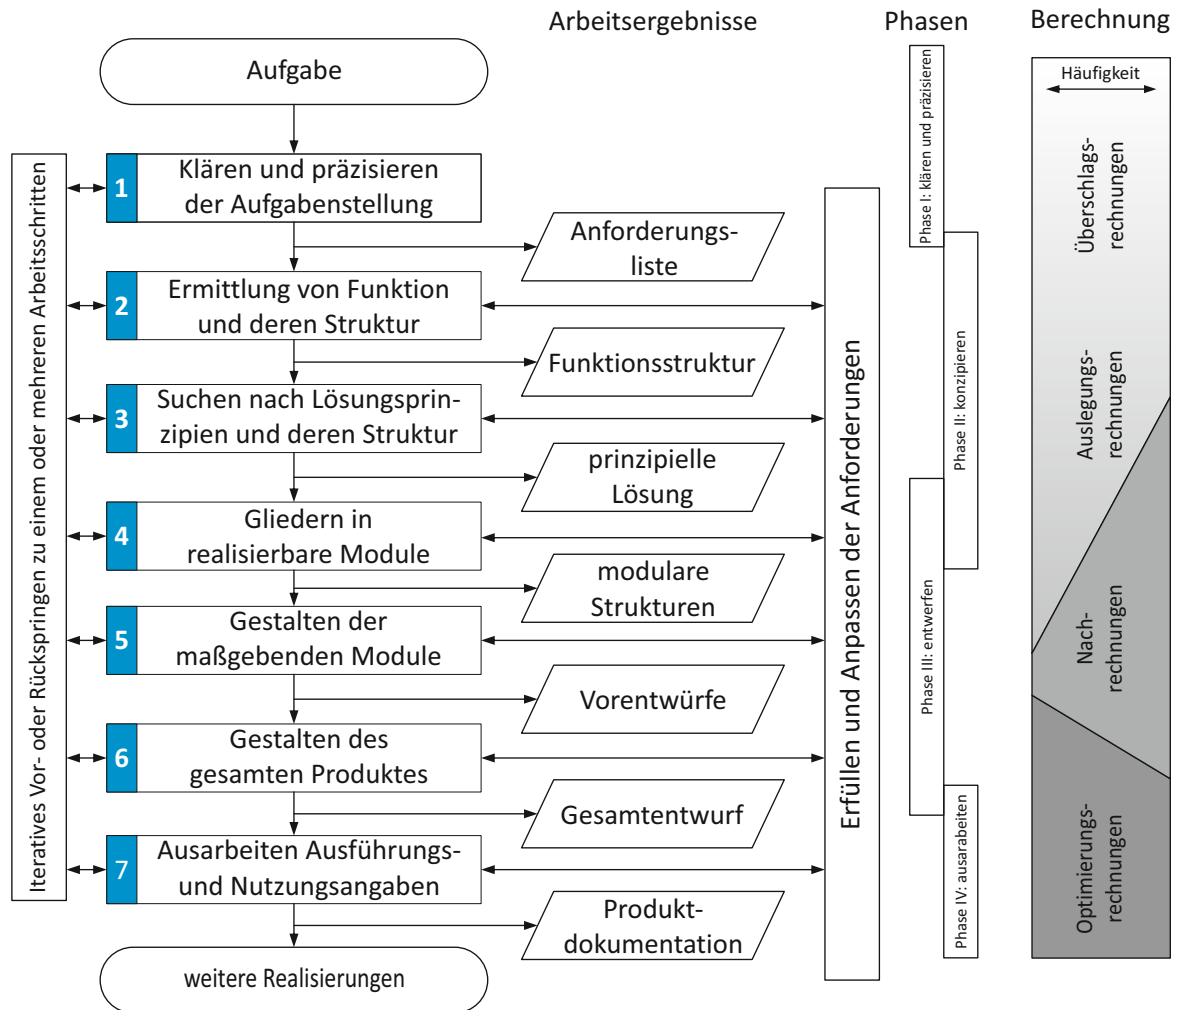 Arbeitsergebnisse
Phasen
Berechnung
Aufgabe
Häufigkeit
Iteratives Vor- oder Rückspringen zu einem oder mehreren Arbeitsschritten
1
Klären und präzisieren
der Aufgabenstellung
Anforderungs-
liste
2
Ermittlung von Funktion
und deren Struktur
Funktionsstruktur
3
Suchen nach Lösungsprin-
zipien und deren Struktur
prinzipielle
Lösung
4
Gliedern in
realisierbare Module
modulare
Strukturen
5
Gestalten der
maßgebenden Module
Vorentwürfe
6
Gestalten des
gesamten Produktes
Gesamtentwurf
7
Ausarbeiten Ausführungs-
und Nutzungsangaben
Produkt-
dokumentation
weitere Realisierungen
Erfüllen und Anpassen der Anforderungen
Phase I: klären und präzisieren
Phase II: konzipieren
Phase III: entwerfen
Phase IV: ausarabeiten
Überschlags-
rechnungen
Auslegungs-
rechnungen
Nach-
rechnungen
Optimierungs-
rechnungen